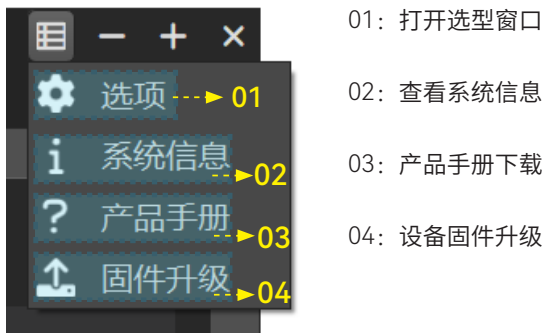 选项 01
系统信息 02
产品手册 03
固件升级 04
01：打开选型窗口
02：查看系统信息
03：产品手册下载
04：设备固件升级